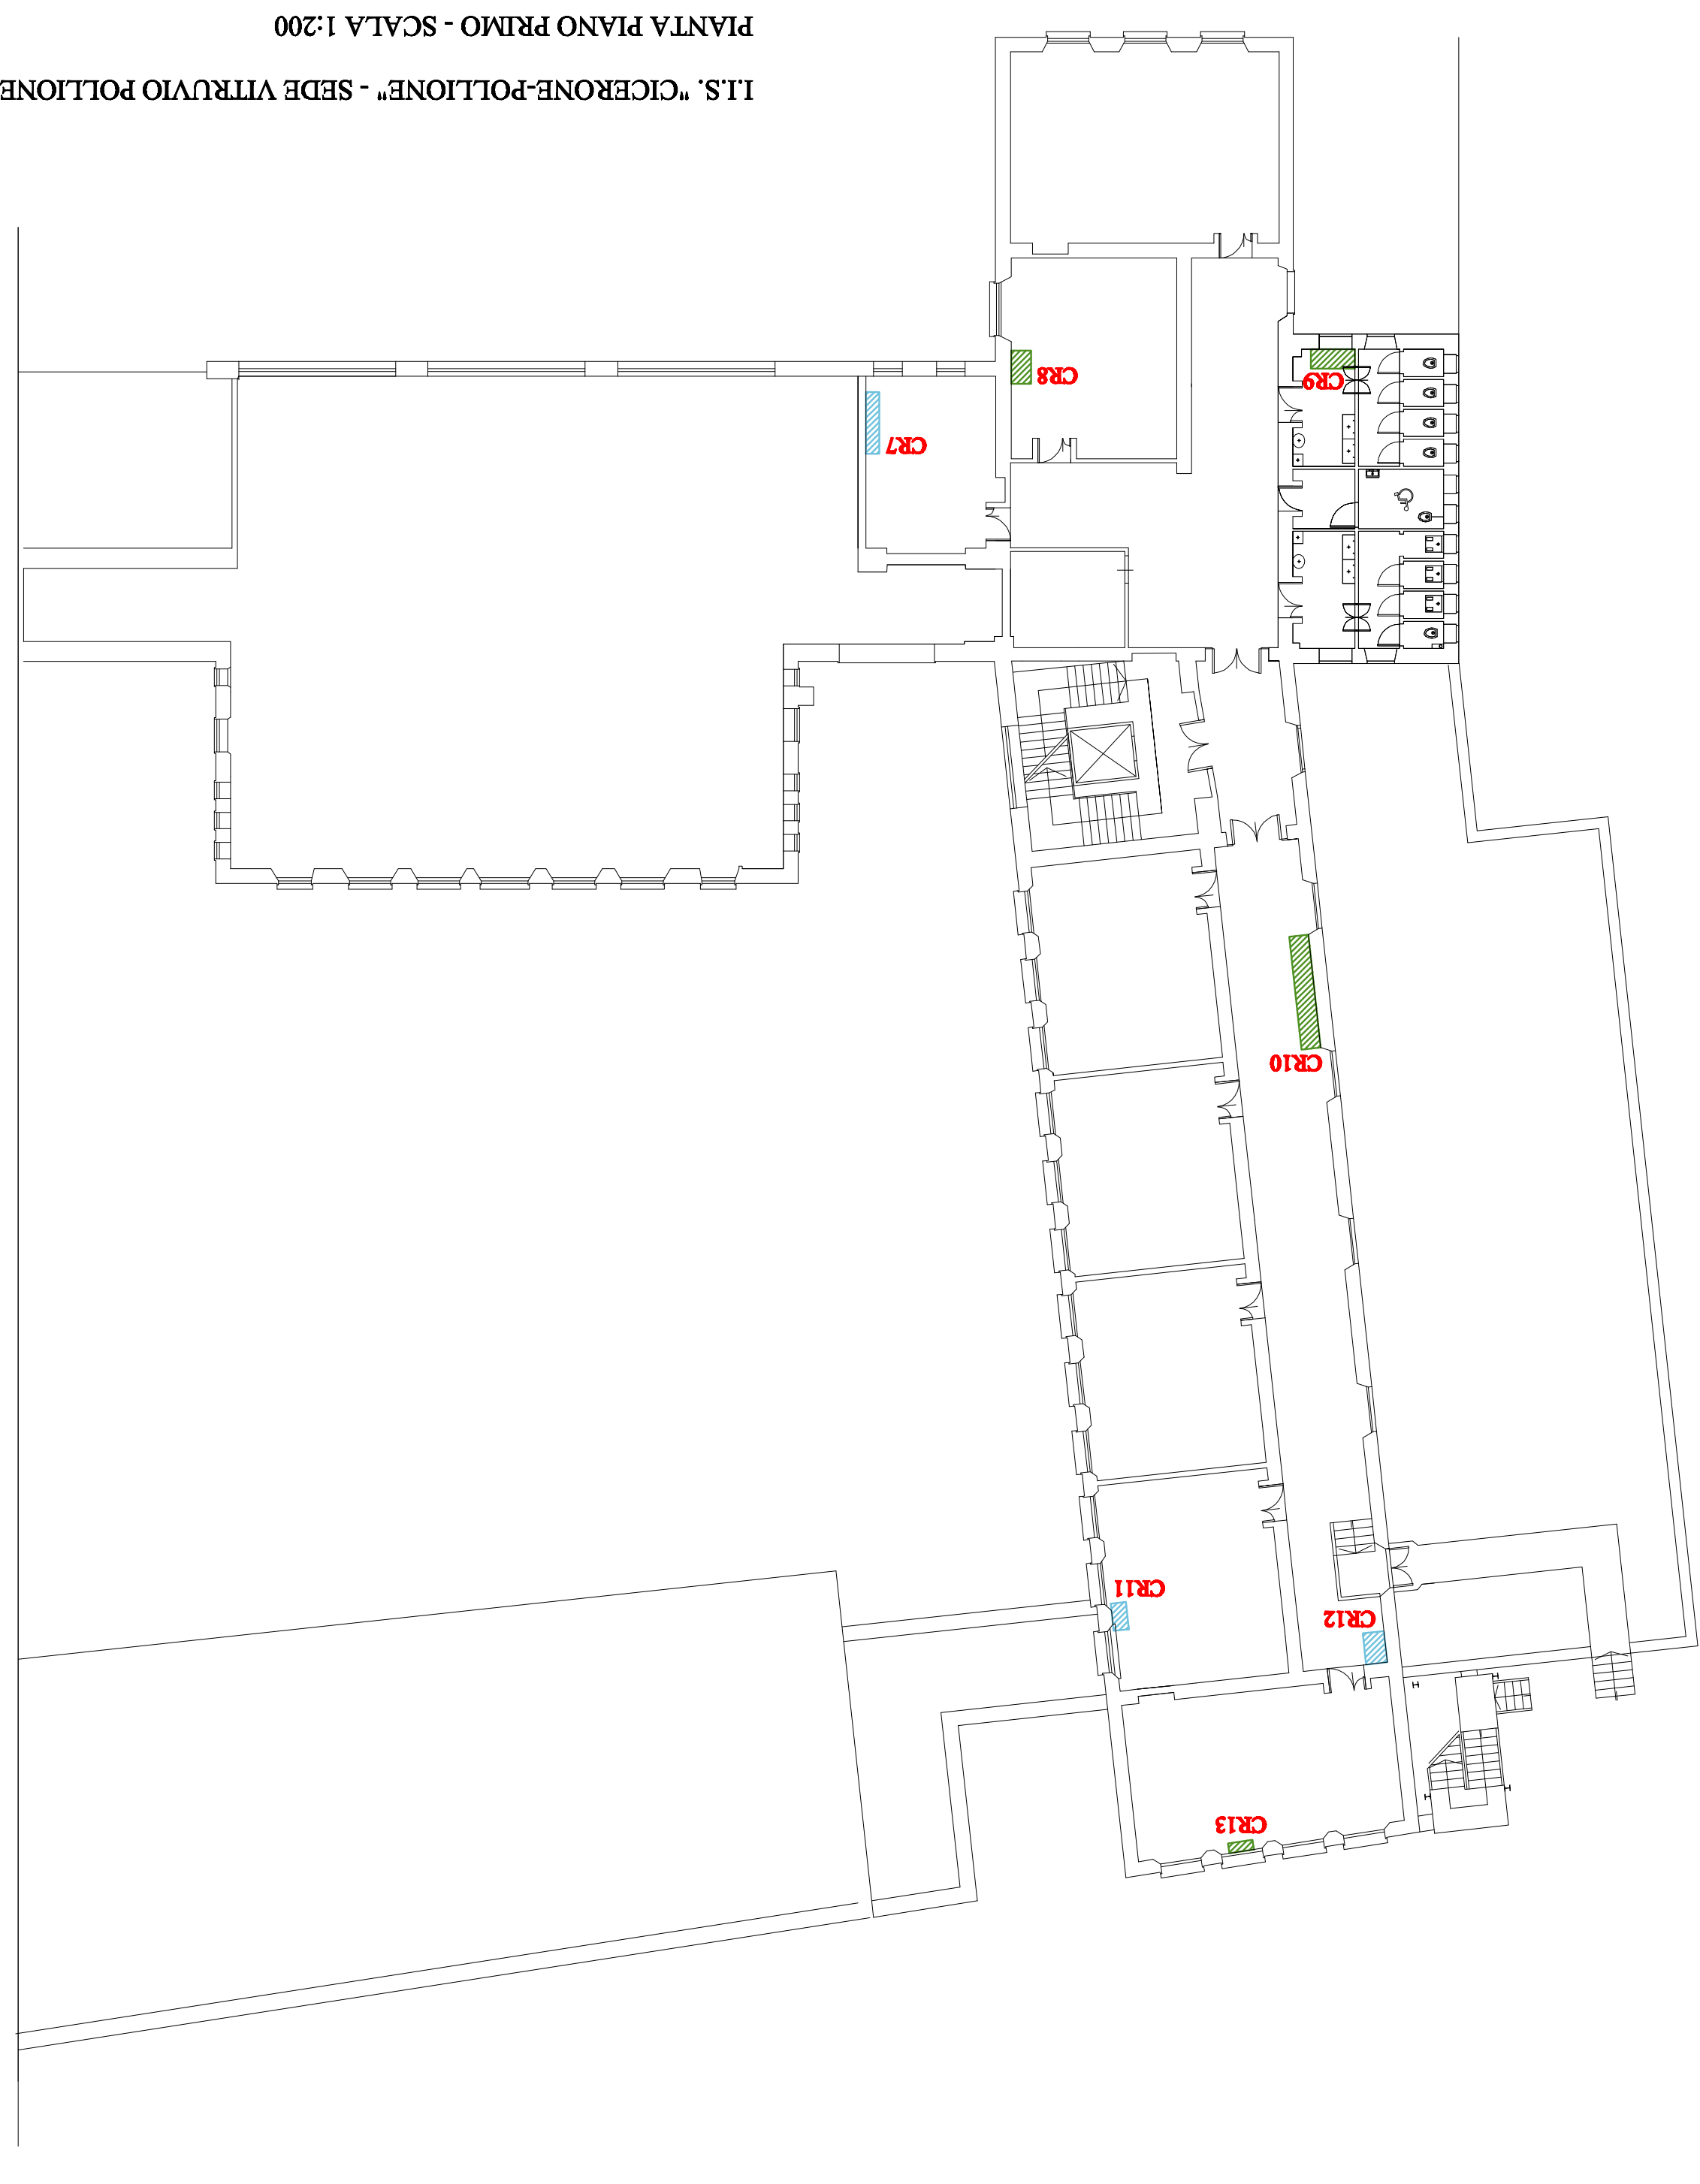 CR13
CR12
CR11
CR10
CR7
CR9
CR8
I.I.S. "CICERONE-POLLIONE" - SEDE VITRUVIO POLLIONE
PIANTA PIANO PRIMO - SCALA 1:200